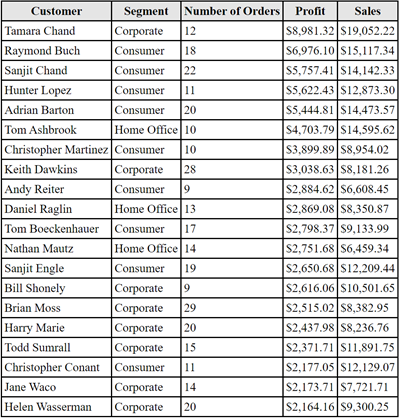 Customer Segment Number of Orders Profit Sales
Tamara Chand Corporate 12 $8,981.32 $19,052.22
Raymond Buch Consumer 18 $6,976.10 $15,117.34
Sanjit Chand Consumer 22 $5,757.41 $14,142.33
Hunter Lopez Consumer 11 $5,622.43 $12,873.30
Adrian Barton Consumer 20 $5,444.81 $14,473.57
Tom Ashbrook Home Office 10 $4,703.79 $14,595.62
Christopher Martinez Consumer 10 $3,899.89 $8,954.02
Keith Dawkins Corporate 28 $3,038.63 $8,181.26
Andy Reiter Consumer 9 $2,884.62 $6,608.45
Daniel Raglin Home Office 13 $2,869.08 $8,350.87
Tom Boeckenhauer Consumer 17 $2,798.37 $9,133.99
Nathan Mautz Home Office 14 $2,751.68 $6,459.34
Sanjit Engle Consumer 19 $2,650.68 $12,209.44
Bill Shonely Corporate 9 $2,616.06 $10,501.65
Brian Moss Corporate 29 $2,515.02 $8,382.95
Harry Marie Corporate 20 $2,437.98 $8,236.76
Todd Sumrall Corporate 15 $2,371.71 $11,891.75
Christopher Conant Consumer 11 $2,177.05 $12,129.07
Jane Waco Corporate 14 $2,173.71 $7,721.71
Helen Wasserman Corporate 20 $2,164.16 $9,300.25